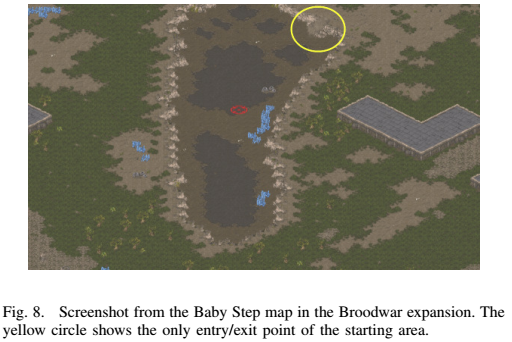 Fig. 8. Screenshot from the Baby Step map in the Broodwar expansion. The
yellow circle shows the only entry/exit point of the starting area.